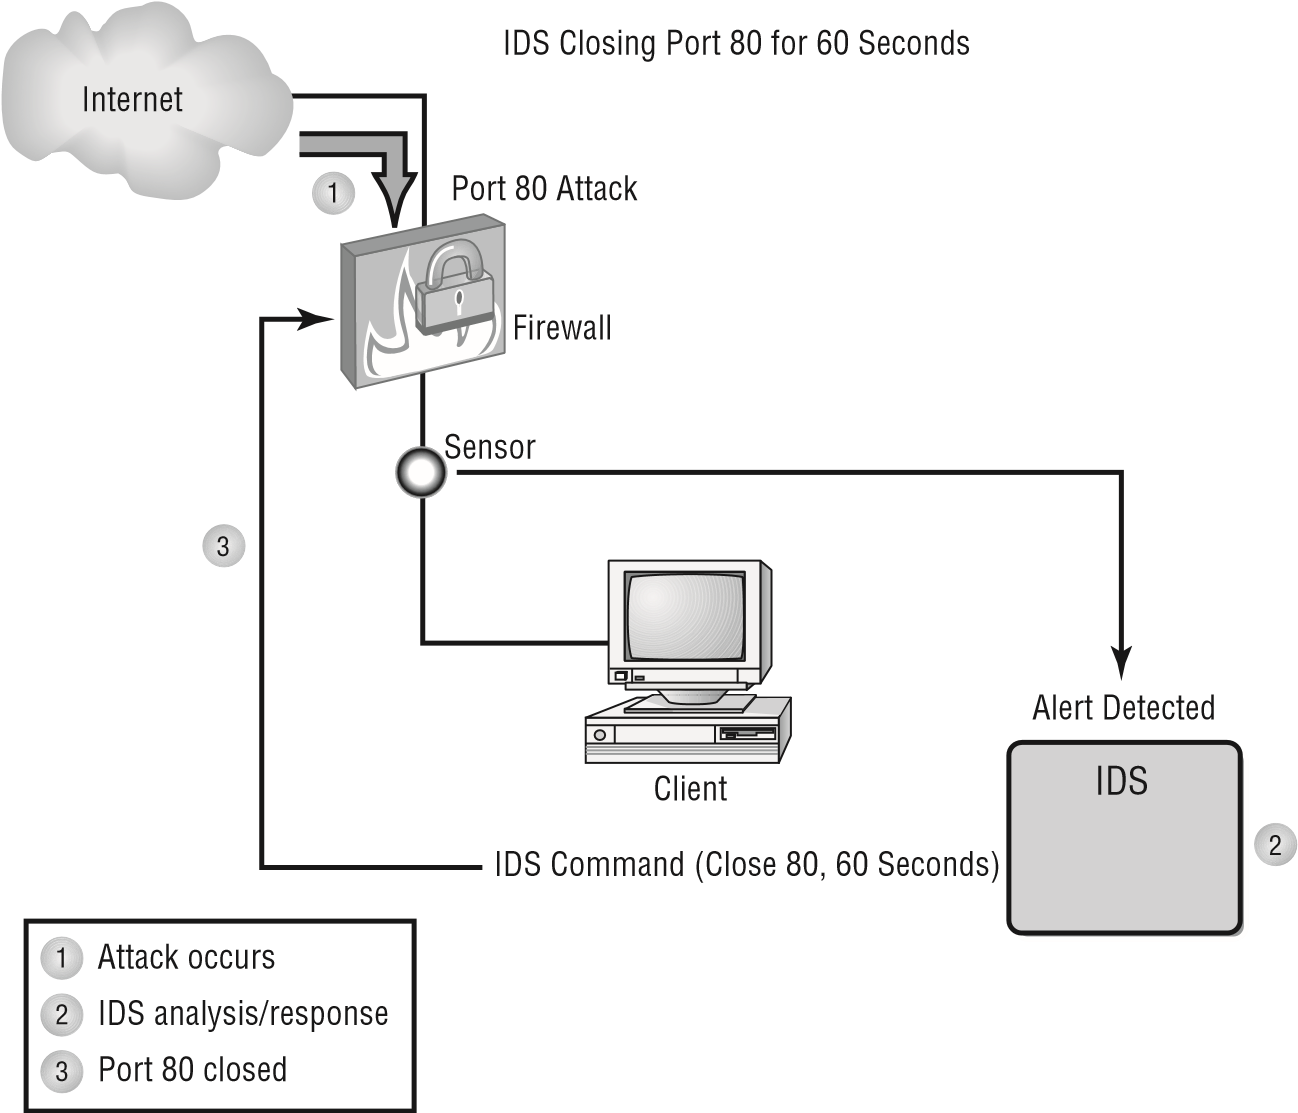 IDS Closing Port 80 for 60 Seconds
Internet
1
Port 80 Attack
Firewall
Sensor
3
Alert Detected
IDS
Client
2
IDS Command (Close 80, 60 Seconds)
1 Attack occurs
2 IDS analysis/response
3 Port 80 closed